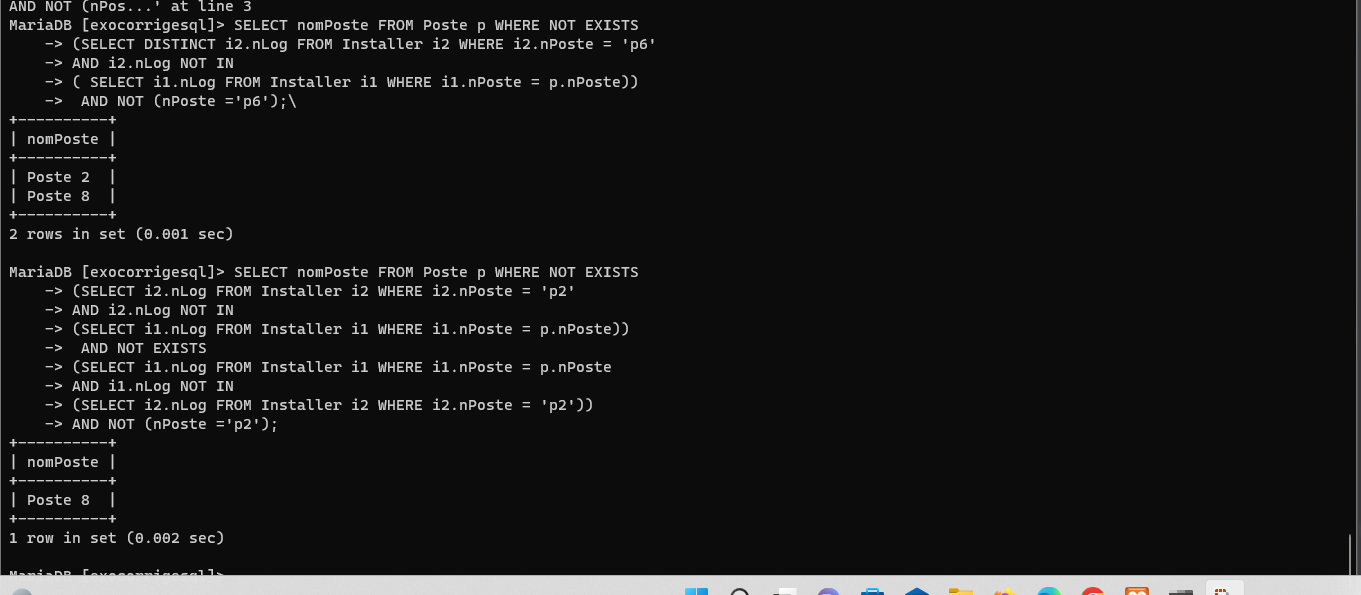 AND NOT (nPos...' at line 3
MariaDB [exocorrigesql]> SELECT nomPoste FROM Poste p WHERE NOT EXISTS
    -> (SELECT DISTINCT i2.nLog FROM Installer i2 WHERE i2.nPoste = 'p6'
    -> AND i2.nLog NOT IN
    -> ( SELECT i1.nLog FROM Installer i1 WHERE i1.nPoste = p.nPoste))
    ->  AND NOT (nPoste ='p6');\
+----------+
| nomPoste |
+----------+
| Poste 2  |
| Poste 8  |
+----------+
2 rows in set (0.001 sec)

MariaDB [exocorrigesql]> SELECT nomPoste FROM Poste p WHERE NOT EXISTS
    -> (SELECT i2.nLog FROM Installer i2 WHERE i2.nPoste = 'p2'
    -> AND i2.nLog NOT IN
    -> (SELECT i1.nLog FROM Installer i1 WHERE i1.nPoste = p.nPoste))
    ->  AND NOT EXISTS
    -> (SELECT i1.nLog FROM Installer i1 WHERE i1.nPoste = p.nPoste
    -> AND i1.nLog NOT IN
    -> (SELECT i2.nLog FROM Installer i2 WHERE i2.nPoste = 'p2'))
    -> AND NOT (nPoste ='p2');
+----------+
| nomPoste |
+----------+
| Poste 8  |
+----------+
1 row in set (0.002 sec)

MariaDB [exocorrigesql]>